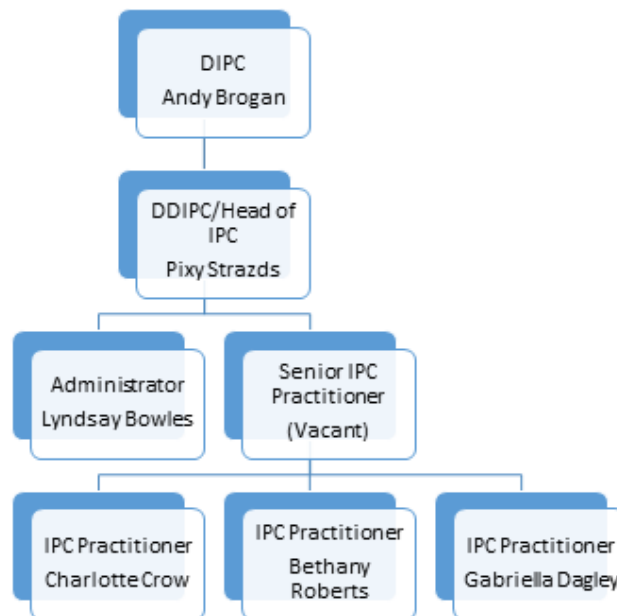 DIPC
Andy Brogan
DDIPC/Head of
IPC
Pixy Strazds
Administrator
Lyndsay Bowles
Senior IPC
Practitioner
(Vacant)
IPC Practitioner
Charlotte Crow
IPC Practitioner
Bethany
Roberts
IPC Practitioner
Gabriella Dagley